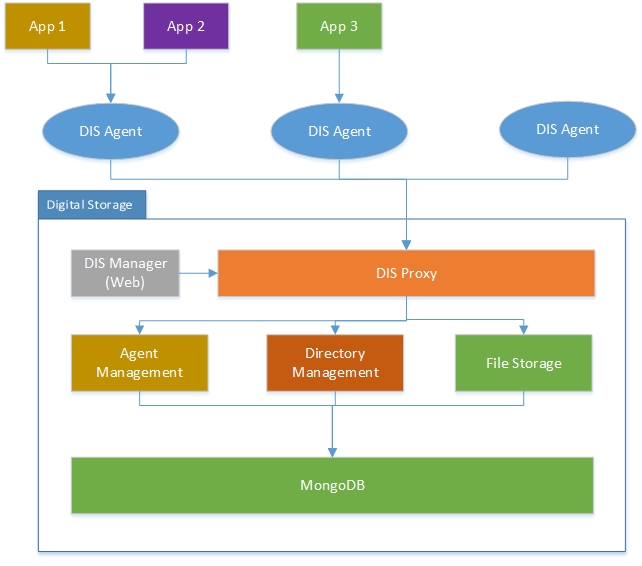 App 1
App 2
App 3
DIS Agent
DIS Agent
DIS Agent
Digital Storage
DIS Manager
(Web)
DIS Proxy
Agent
Management
Directory
Management
File Storage
MongoDB